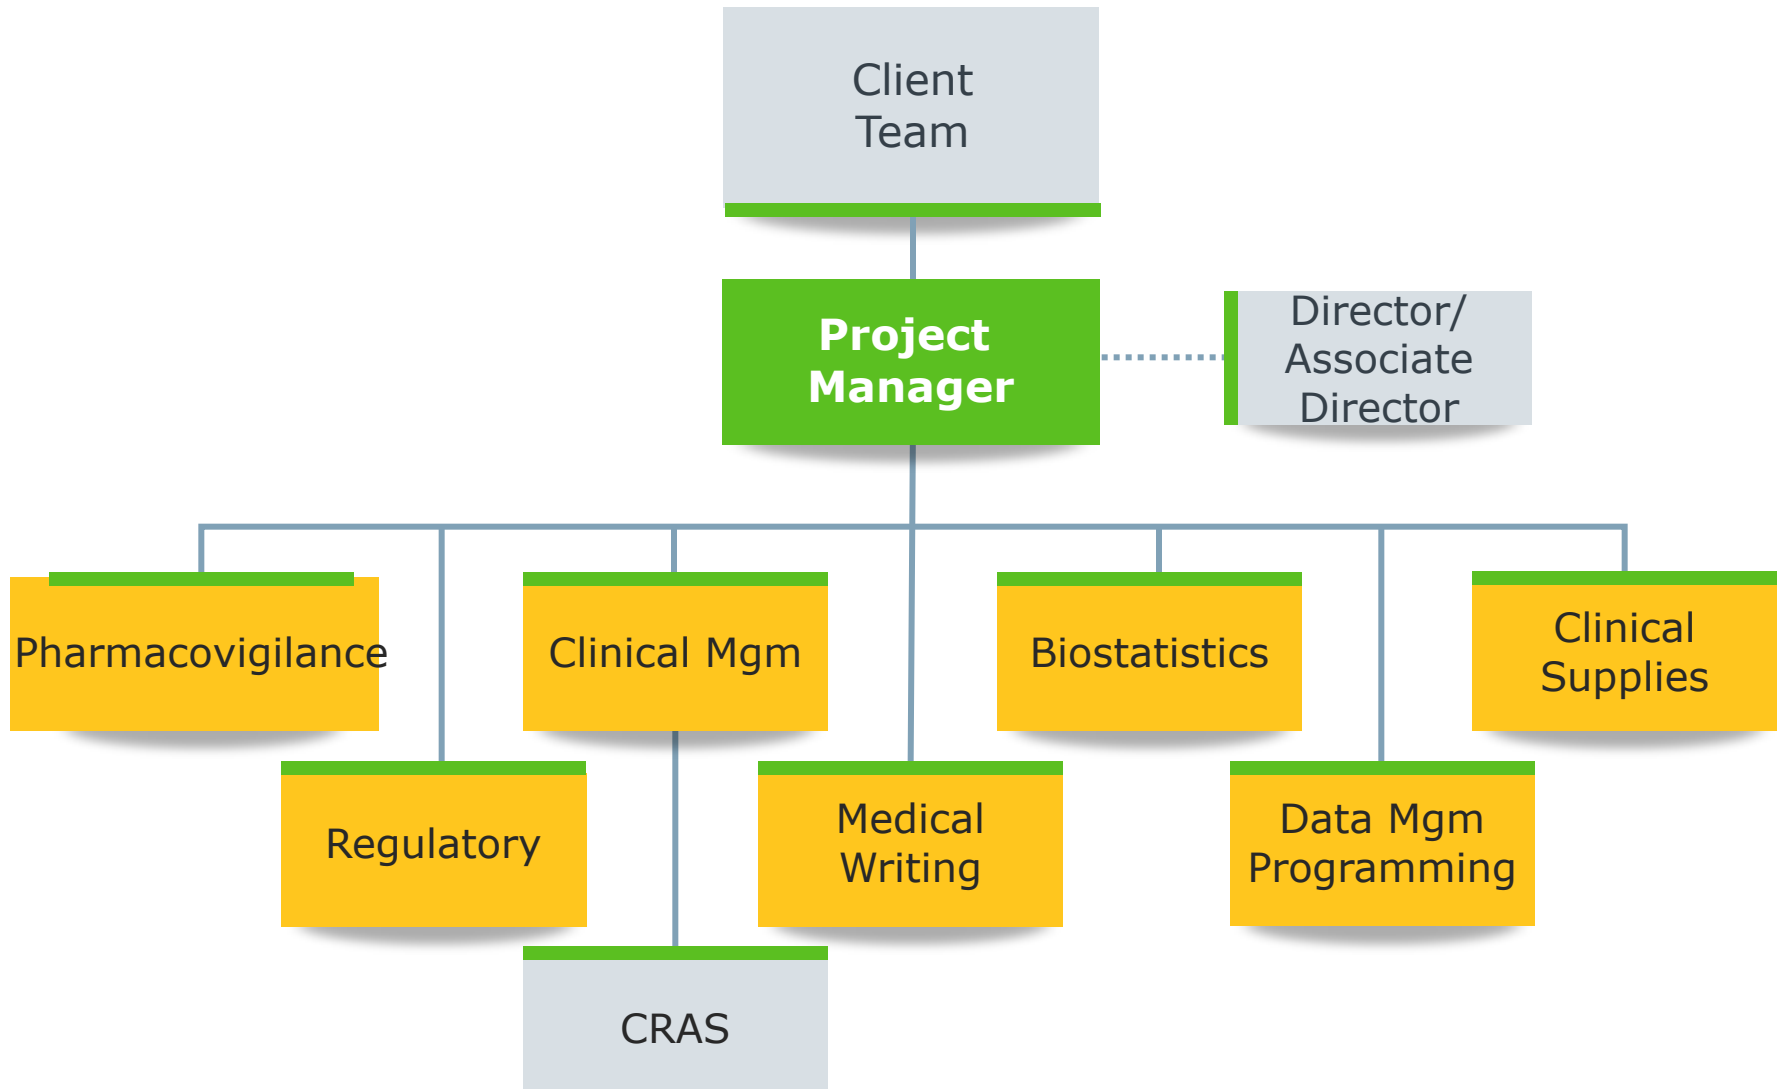 Client
Team
Project
Manager
Director/
Associate
Director
Pharmacovigilance
Clinical Mgm
Biostatistics
Clinical
Supplies
Regulatory
Medical
Writing
Data Mgm
Programming
CRAS